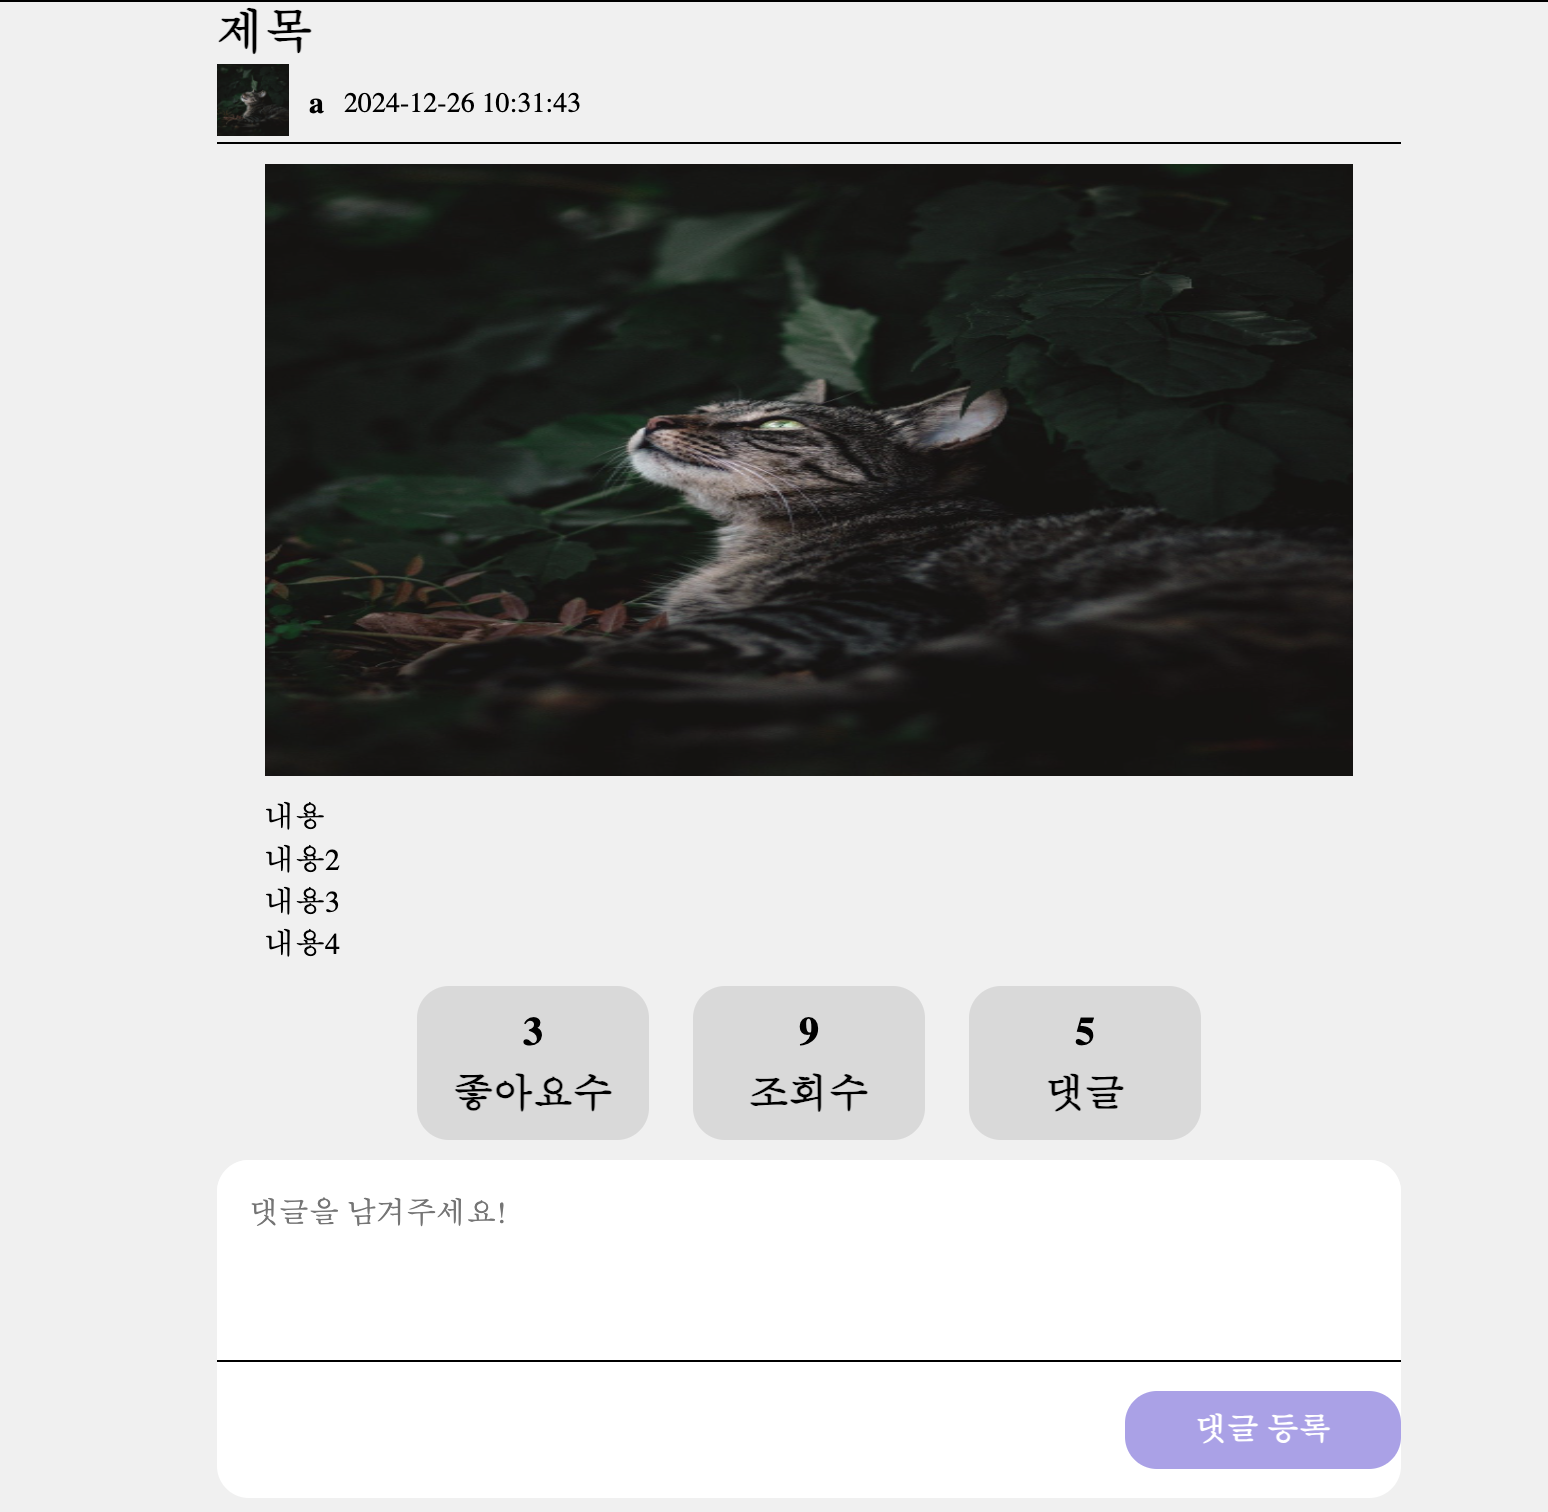 제목
a 2024-12-26 10:31:43
내용
내용2
내용3
내용4
3 9 5
좋아요수 조회수 댓글
댓글을 남겨주세요!
댓글 등록